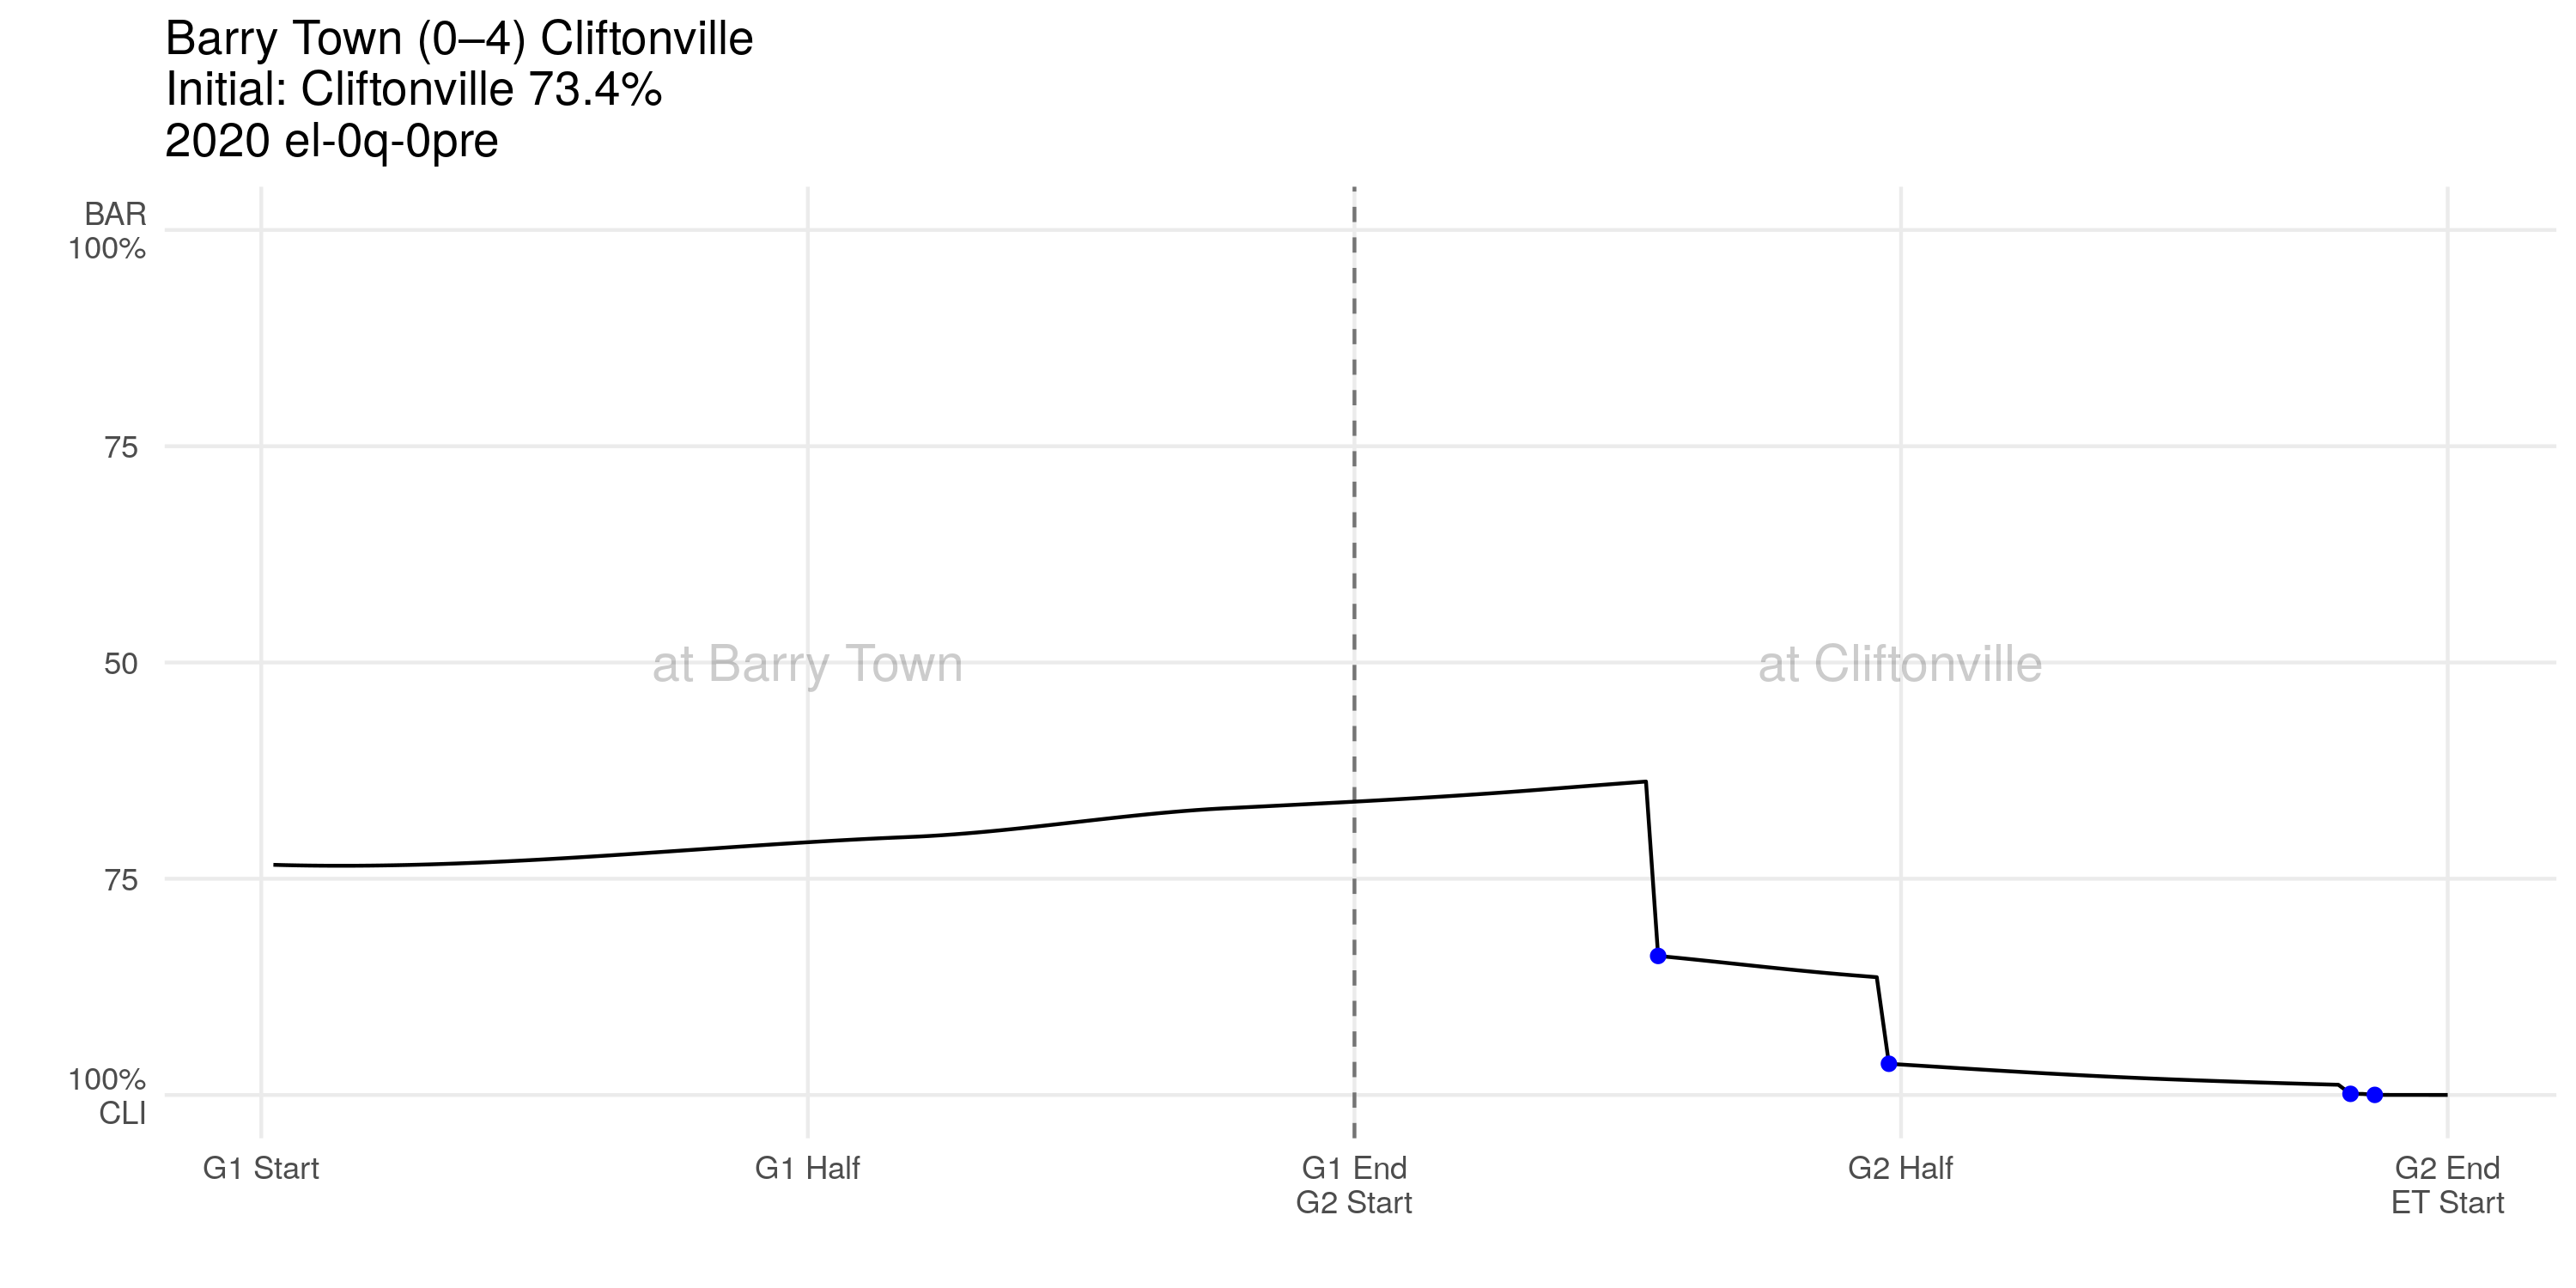 Barry Town (0–4) Cliftonville
Initial: Cliftonville 73.4%
2020 el-0q-0pre
BAR
100%
75
50
75
100%
CLI
at Barry Town
at Cliftonville
G1 Start
G1 Half
G1 End
G2 Start
G2 Half
G2 End
ET Start